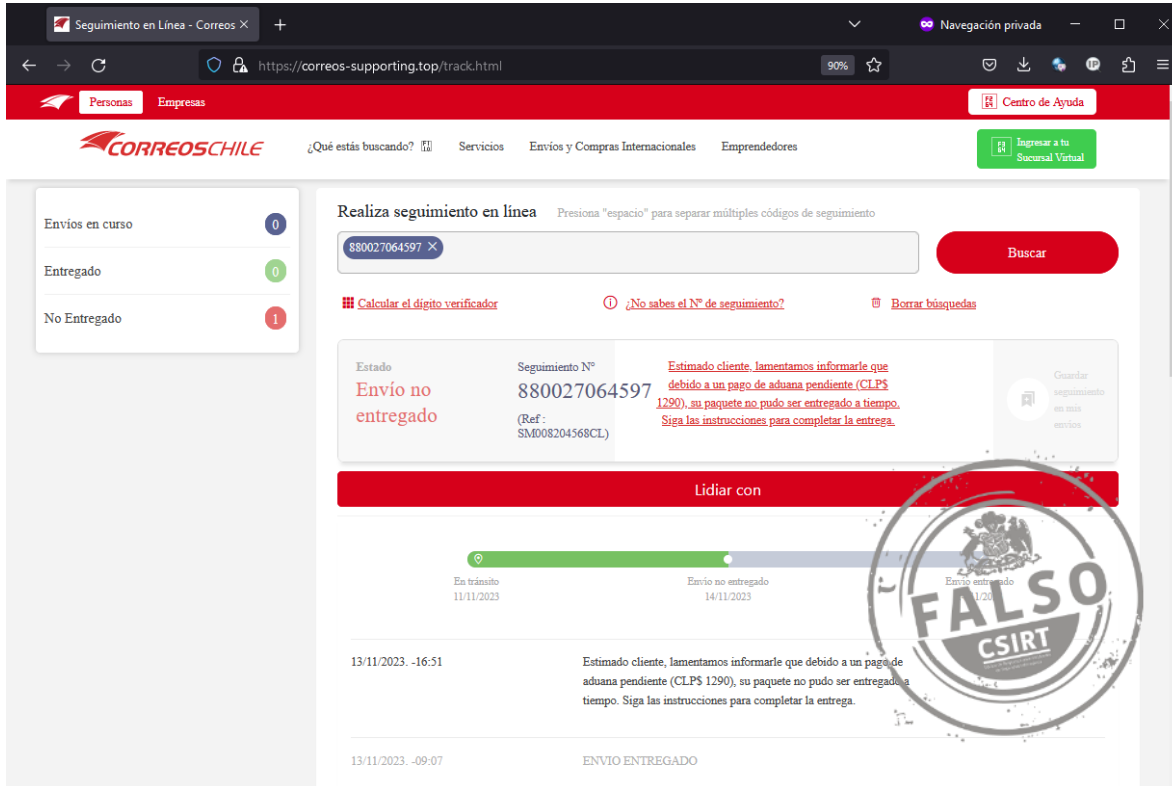 Seguimiento en Línea - Correos
Navegación privada
https://correos-supporting.top/track.html
90%
Personas
Empresas
Centro de Ayuda
CORREOSCHILE
¿Qué estás buscando?
Servicios
Envíos y Compras Internacionales
Emprendedores
Ingresar a tu
Sucursal Virtual
Envíos en curso
0
Entregado
0
No Entregado
1
Realiza seguimiento en línea
Presiona "espacio" para separar múltiples códigos de seguimiento
880027064597
Buscar
Calcular el dígito verificador
¿No sabes el Nº de seguimiento?
Borrar búsquedas
Estado
Envío no
entregado
Seguimiento Nº
880027064597
(Ref :
SM008204568CL)
Estimado cliente, lamentamos informarle que
debido a un pago de aduana pendiente (CLP$
1290), su paquete no pudo ser entregado a tiempo.
Siga las instrucciones para completar la entrega.
Guardar
seguimiento
en mis
envíos
Lidiar con
En tránsito
11/11/2023
Envío no entregado
14/11/2023
Envío entregado
FALSO
CSIRT
13/11/2023. -16:51
Estimado cliente, lamentamos informarle que debido a un pago de
aduana pendiente (CLP$ 1290), su paquete no pudo ser entregado a
tiempo. Siga las instrucciones para completar la entrega.
13/11/2023. -09:07
ENVIO ENTREGADO